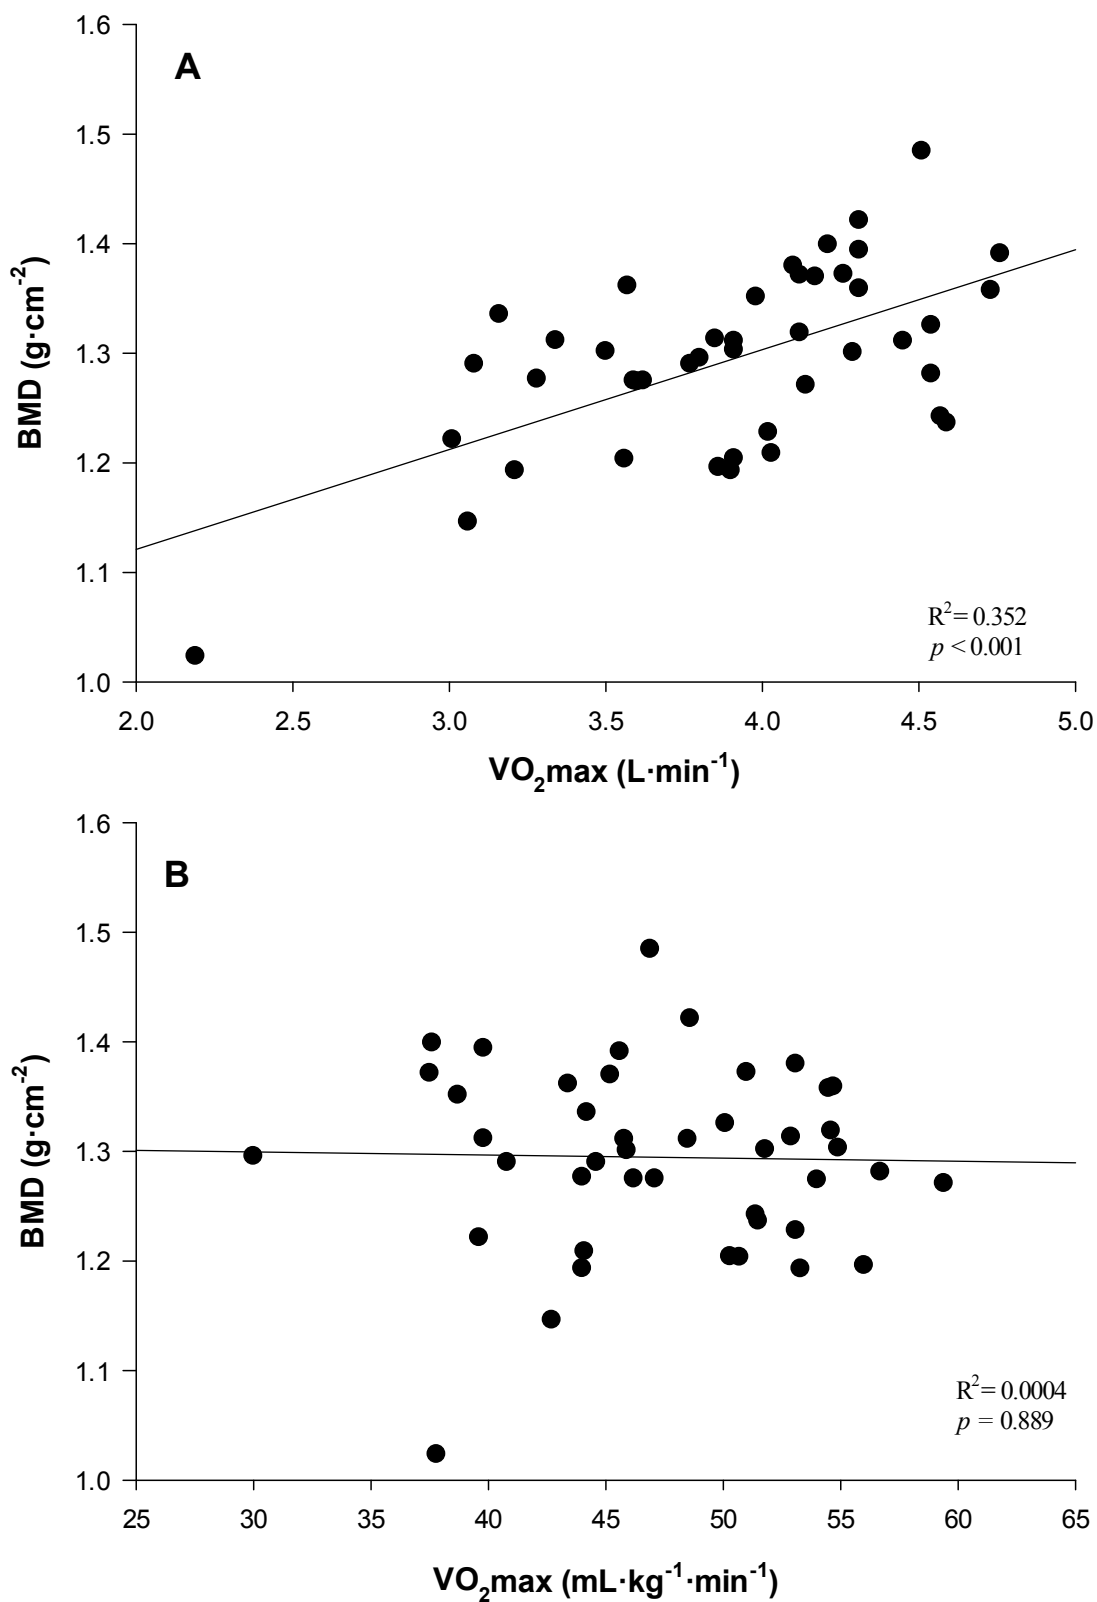 A
1.6
1.5
1.4
1.3
1.2
1.1
1.0
BMD (g·cm⁻²)
R²= 0.352
p < 0.001
2.0 2.5 3.0 3.5 4.0 4.5 5.0
VO₂max (L·min⁻¹)
B
1.6
1.5
1.4
1.3
1.2
1.1
1.0
BMD (g·cm⁻²)
R²= 0.0004
p = 0.889
25 30 35 40 45 50 55 60 65
VO₂max (mL·kg⁻¹·min⁻¹)